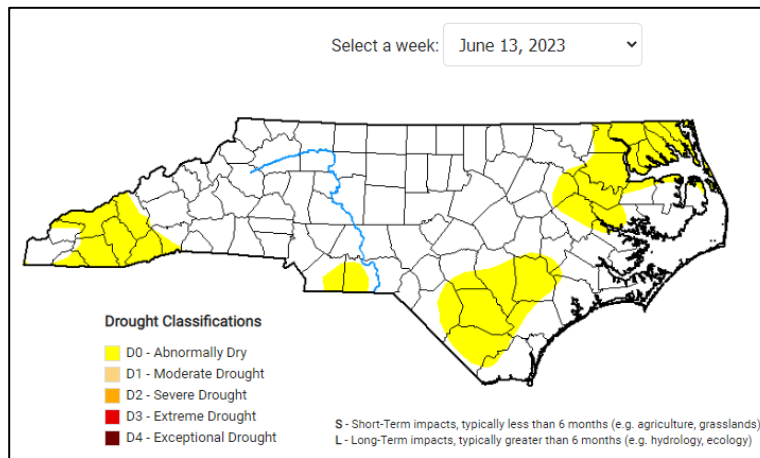 Select a week: June 13, 2023
Drought Classifications
D0 - Abnormally Dry
D1 - Moderate Drought
D2 - Severe Drought
D3 - Extreme Drought
D4 - Exceptional Drought
S - Short-Term impacts, typically less than 6 months (e.g. agriculture, grasslands)
L - Long-Term impacts, typically greater than 6 months (e.g. hydrology, ecology)